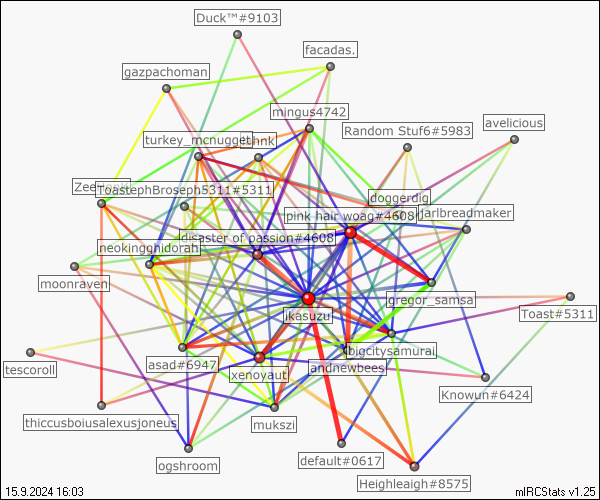 Duck™#9103
facadas.
gazpachoman
mingus4742
avelicious
Random Stuf6#5983
turkey_mcnugget
ToastephBroseph5311#5311
doggerdig
pink hair woag#4608
jarlbreadmaker
disaster of passion#4608
neokingghidorah
moonraven
gregor_samsa
ikasuzu
Toast#5311
bigcitysamurai
tescoroll
asad#6947
andnewbees
xenoyaut
Knowun#6424
thiccusboiusalexusjoneus
mukszi
default#0617
ogshroom
Heighleaigh#8575
15.9.2024 16:03
mIRCStats v1.25